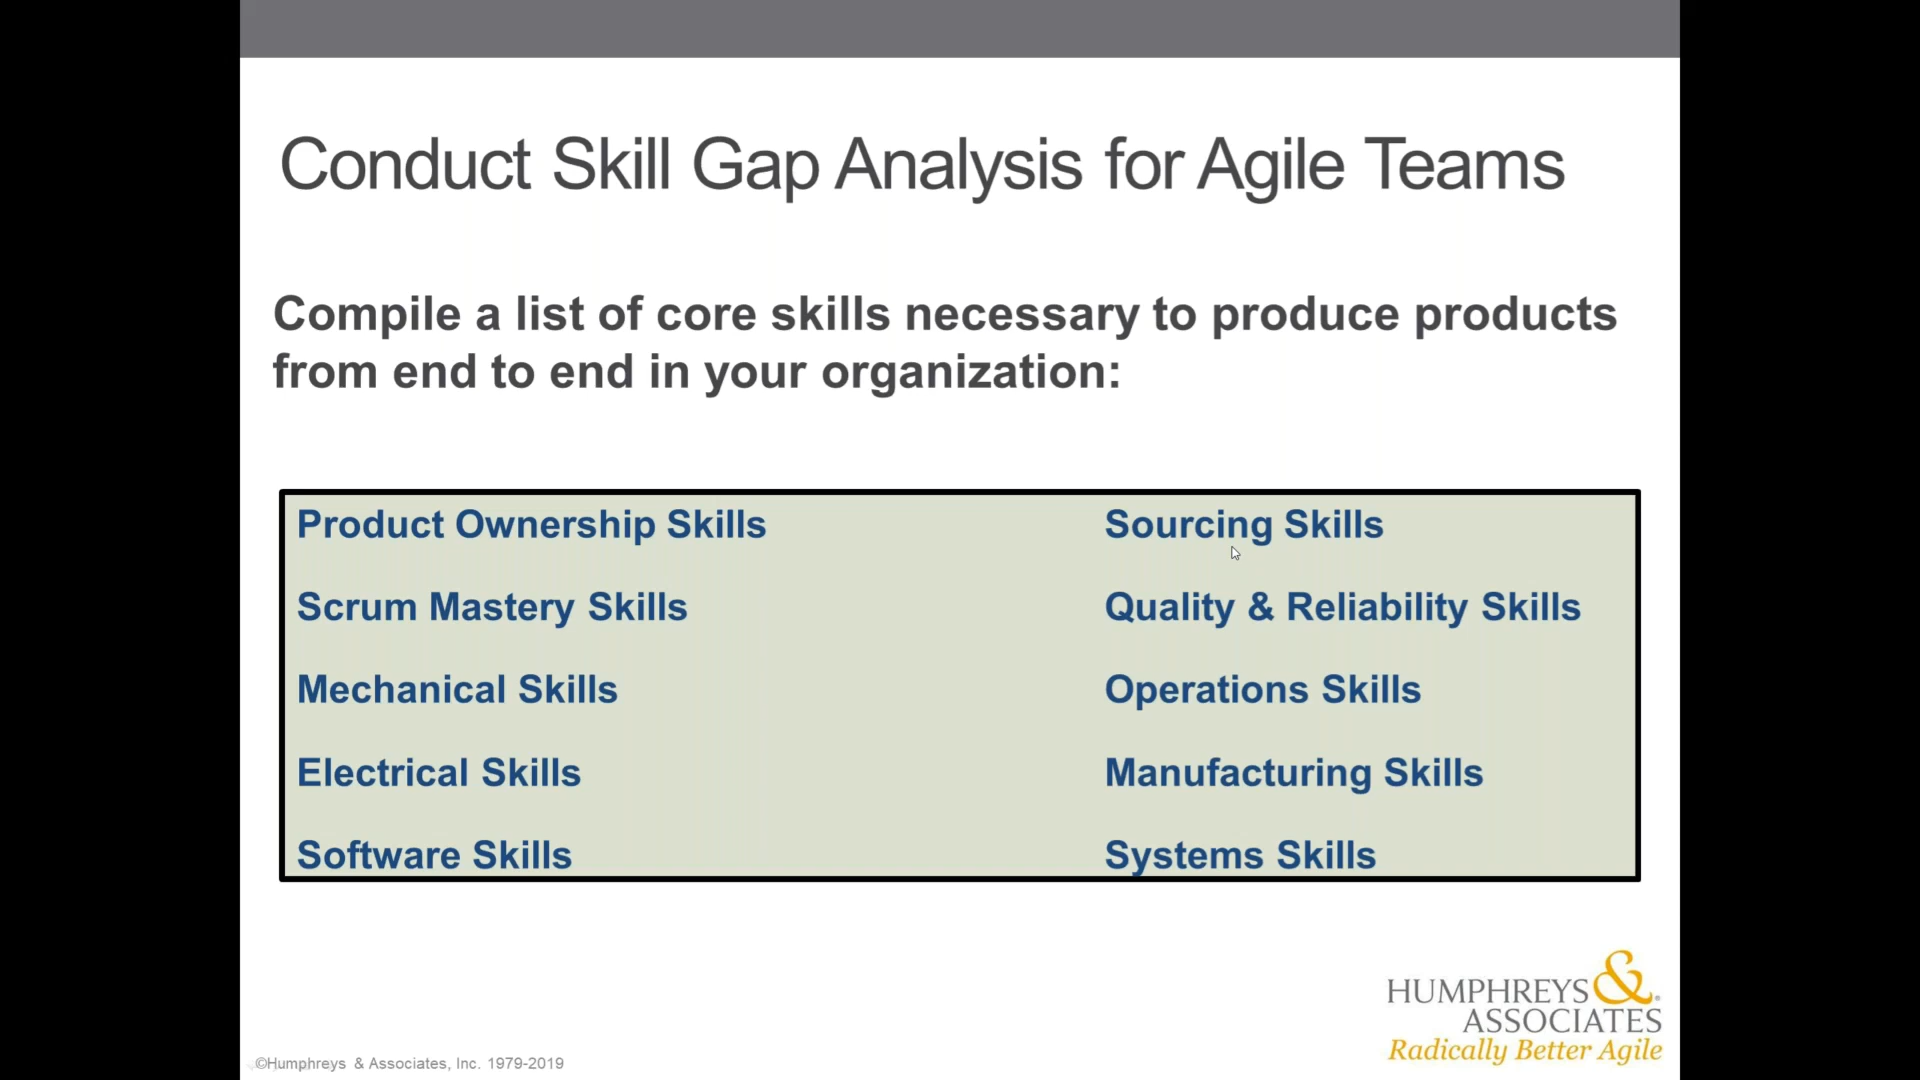 Conduct Skill Gap Analysis for Agile Teams
Compile a list of core skills necessary to produce products
from end to end in your organization:
Product Ownership Skills
Scrum Mastery Skills
Mechanical Skills
Electrical Skills
Software Skills
Sourcing Skills
Quality & Reliability Skills
Operations Skills
Manufacturing Skills
Systems Skills
HUMPHREYS &®
ASSOCIATES
Radically Better Agile
©Humphreys & Associates, Inc. 1979-2019